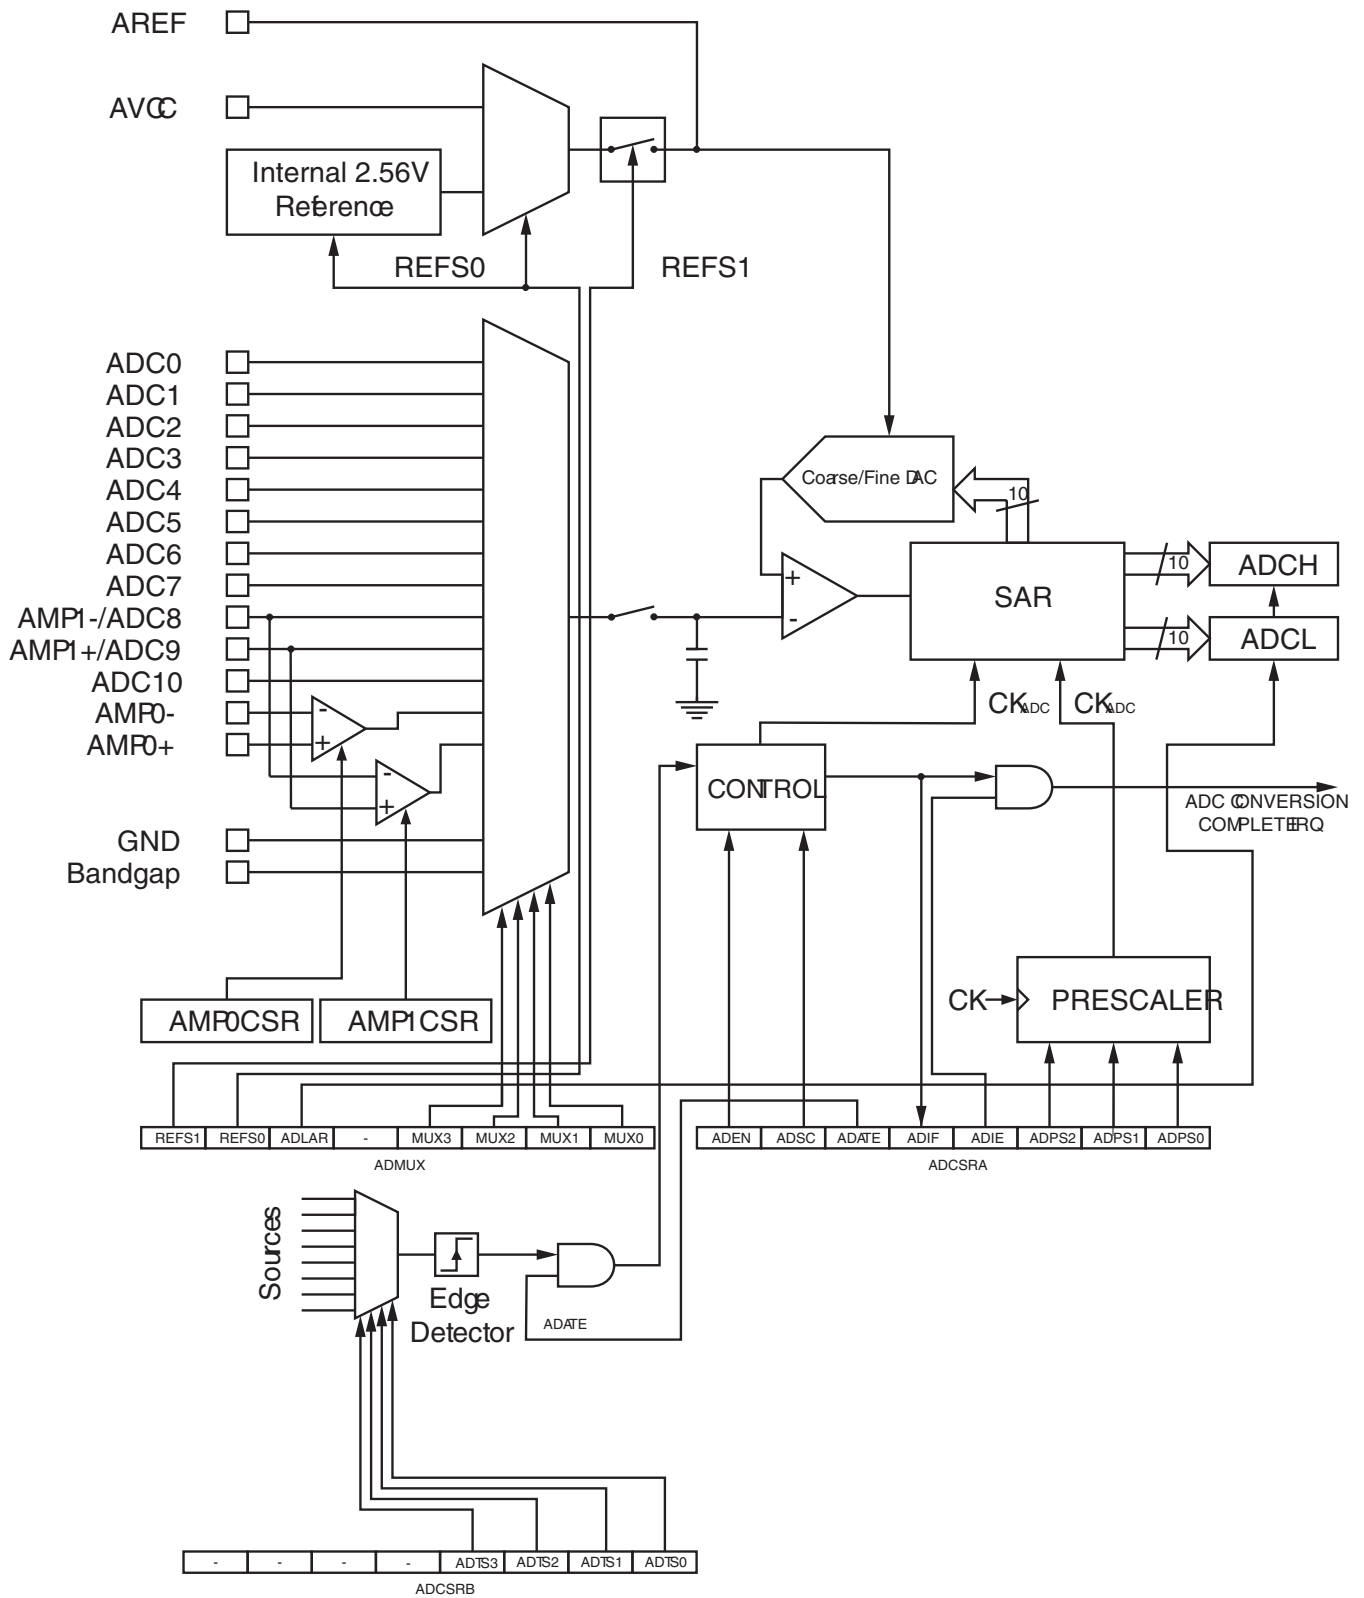 AREF
AVCC
Internal 2.56V
Reference
REFS0
REFS1
ADC0
ADC1
ADC2
ADC3
ADC4
ADC5
ADC6
ADC7
AMP1-/ADC8
AMP1+/ADC9
ADC10
AMP0-
AMP0+
GND
Bandgap
-
+
-
+
Coarse/Fine DAC
10
+
-
SAR
10
ADCH
10
ADCL
CKADC
CKADC
CONTROL
ADC CONVERSION
COMPLETE IRQ
CK
PRESCALER
AMP0CSR
AMP1CSR
REFS1 REFS0 ADLAR - MUX3 MUX2 MUX1 MUX0
ADMUX
ADEN ADSC ADATE ADIF ADIE ADPS2 ADPS1 ADPS0
ADCSRA
Sources
Edge
Detector
ADATE
- - - - ADTS3 ADTS2 ADTS1 ADTS0
ADCSRB